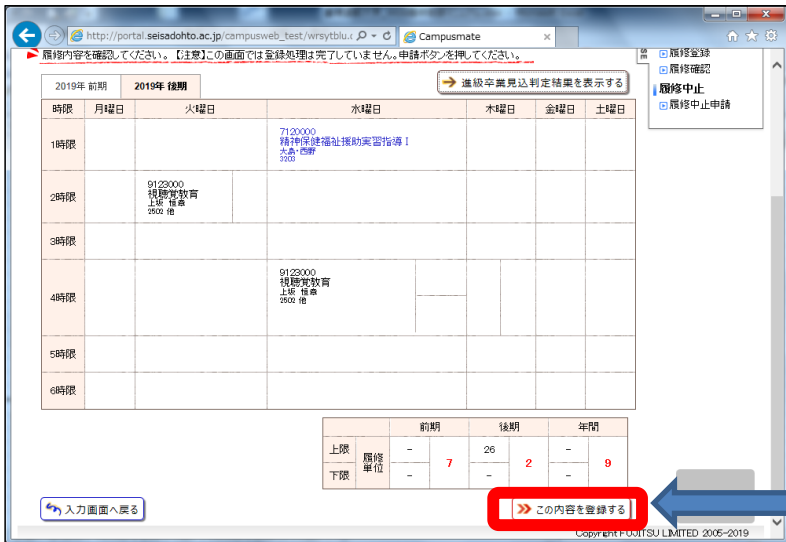 http://portal.seisadohto.ac.jp/campusweb_test/wrsytblu.c
Campusmate
履修内容を確認してください。【注意】この画面では登録処理は完了していません。申請ボタンを押してください。
履修登録
履修確認
履修中止
履修中止申請
2019年 前期
2019年 後期
進級卒業見込判定結果を表示する
時限 月曜日 火曜日 水曜日 木曜日 金曜日 土曜日
1時限
7120000
精神保健福祉援助実習指導Ⅰ
大島・西野
3203
2時限
9123000
視聴覚教育
2502 他
3時限
4時限
9123000
視聴覚教育
2502 他
5時限
6時限
前期 後期 年間
上限 履修単位 - 7 26 2 - 9
下限 - - -
入力画面へ戻る
この内容を登録する
Copyright FUJITSU LIMITED 2005-2019